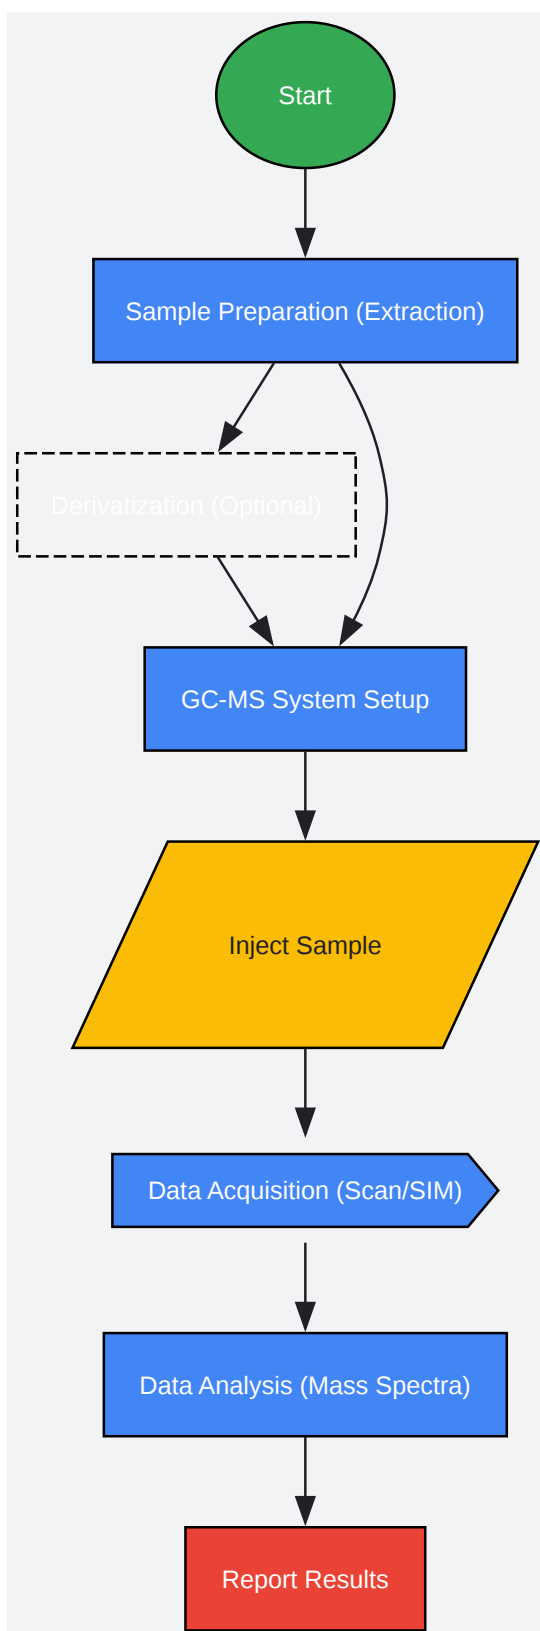 Start
Sample Preparation (Extraction)
Derivatization (Optional)
GC-MS System Setup
Inject Sample
Data Acquisition (Scan/SIM)
Data Analysis (Mass Spectra)
Report Results